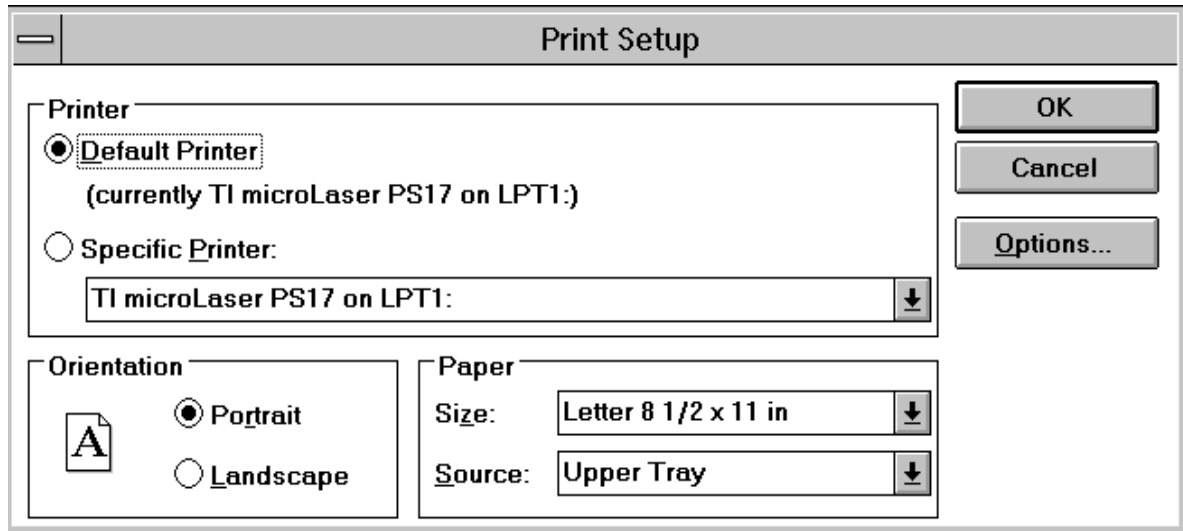 Print Setup
Printer
Default Printer
(currently TI microLaser PS17 on LPT1:)
Specific Printer:
TI microLaser PS17 on LPT1:
OK
Cancel
Options...
Orientation
A
Portrait
Landscape
Paper
Size: Letter 8 1/2 x 11 in
Source: Upper Tray